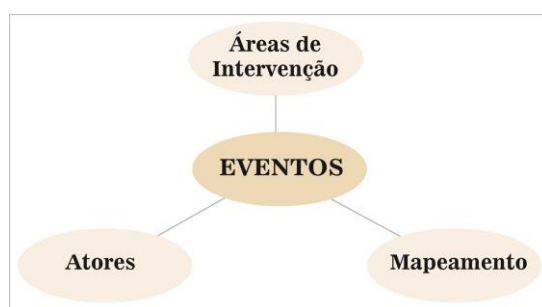 Áreas de
Intervenção
EVENTOS
Atores
Mapeamento